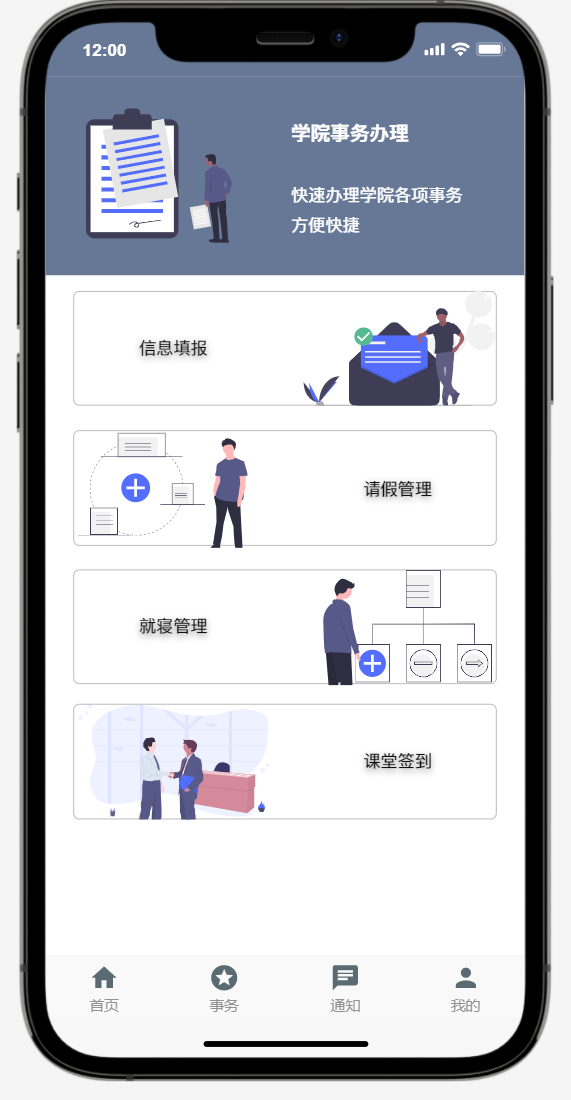 12:00
学院事务办理
快速办理学院各项事务
方便快捷
信息填报
请假管理
就寝管理
课堂签到
首页
事务
通知
我的